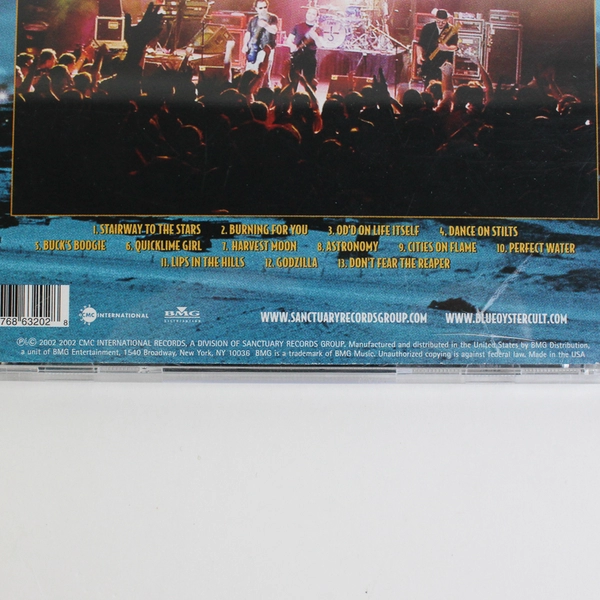 1. STAIRWAY TO THE STARS 2. BURNING FOR YOU 3. OD'D ON LIFE ITSELF 4. DANCE ON STILTS
5. BUCK'S BOOGIE 6. QUICKLIME GIRL 7. HARVEST MOON 8. ASTRONOMY 9. CITIES ON FLAME 10. PERFECT WATER
11. LIPS IN THE HILLS 12. GODZILLA 13. DON'T FEAR THE REAPER
768 63202 8
CMC INTERNATIONAL
BMG DISTRIBUTION
WWW.SANCTUARYRECORDSGROUP.COM WWW.BLUEOYSTERCULT.COM
℗© 2002 2002 CMC INTERNATIONAL RECORDS, A DIVISION OF SANCTUARY RECORDS GROUP, Manufactured and distributed in the United States by BMG Distribution,
a unit of BMG Entertainment, 1540 Broadway, New York, NY 10036 BMG is a trademark of BMG Music. Unauthorized copying is against federal law. Made in the USA